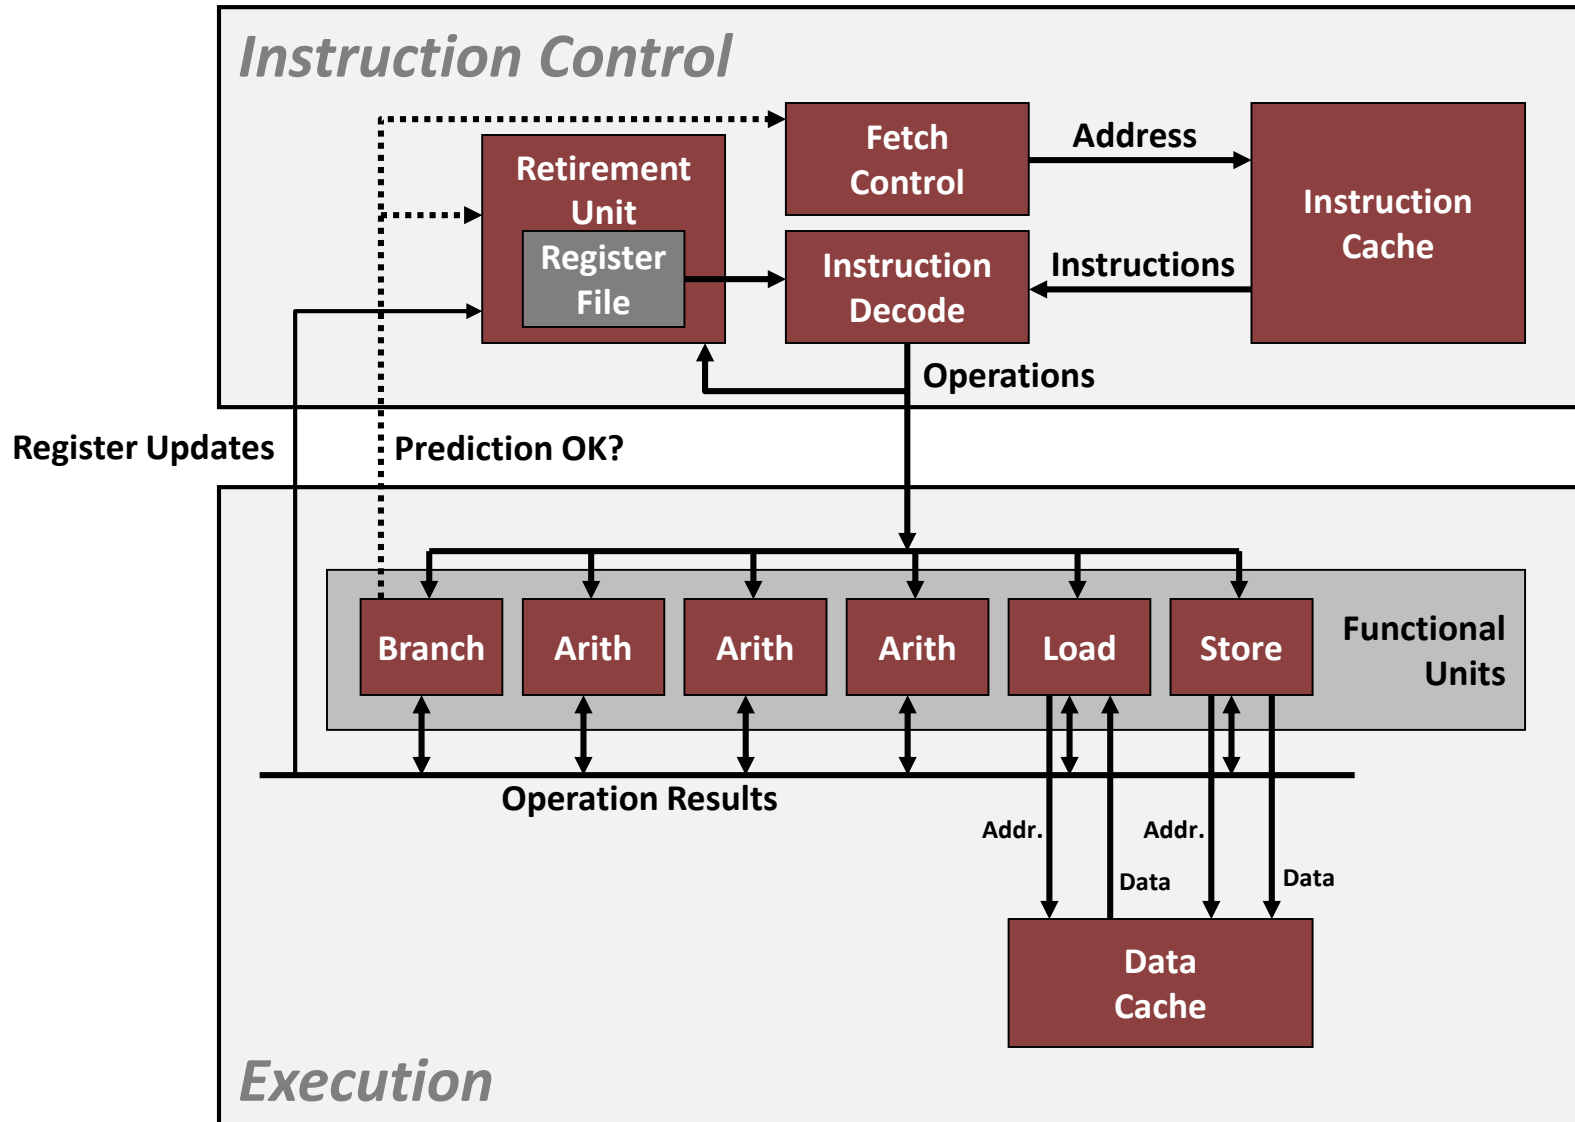 Instruction Control
Fetch
Control
Address
Instruction
Cache
Retirement
Unit
Register
File
Instruction
Decode
Instructions
Operations
Register Updates
Prediction OK?
Branch
Arith
Arith
Arith
Load
Store
Functional
Units
Operation Results
Addr.
Addr.
Data
Data
Data
Cache
Execution